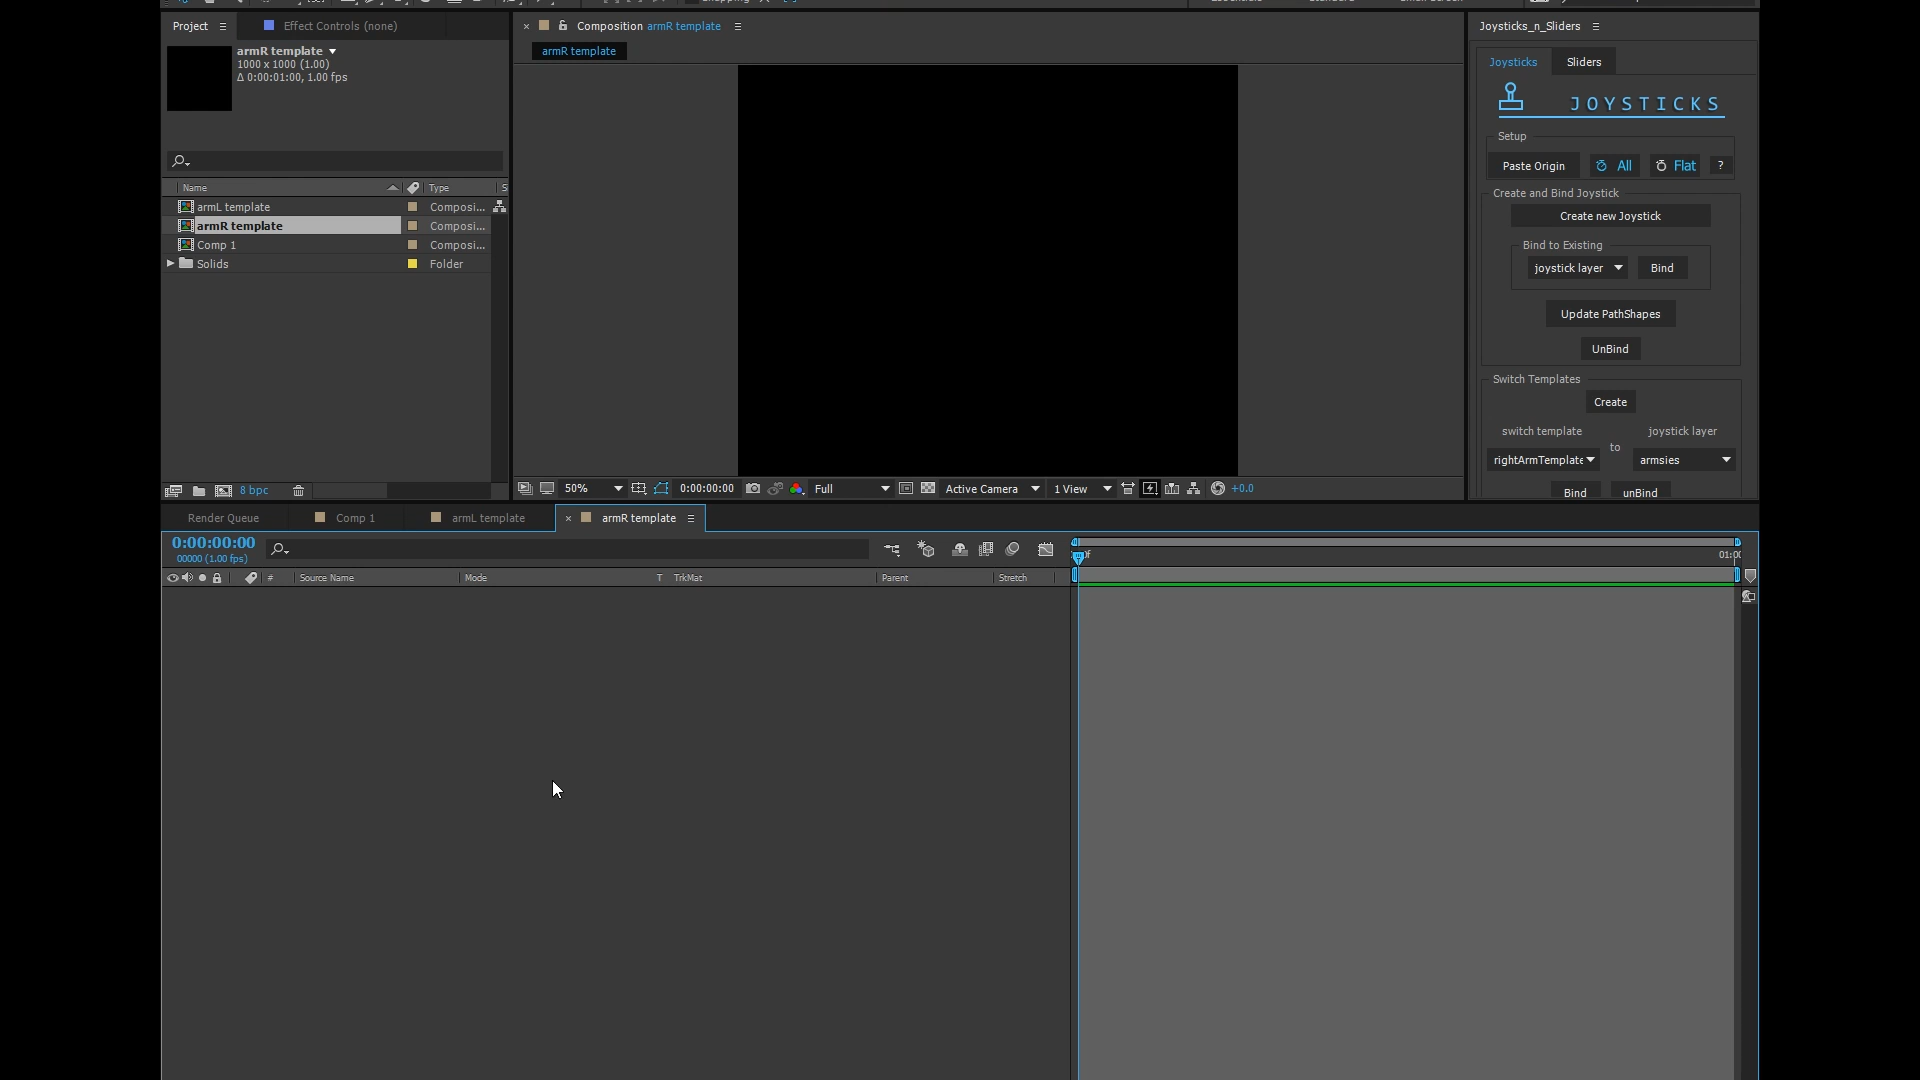 Project
Effect Controls (none)
armR template
1000 x 1000 (1.00)
Δ 0:00:01:00, 1.00 fps
Name
Type
S
armL template
Composi...
armR template
Composi...
Comp 1
Composi...
Solids
Folder
8 bpc
Composition armR template
armR template
50%
0:00:00:00
Full
Active Camera
1 View
+0.0
Joysticks_n_Sliders
Joysticks
Sliders
JOYSTICKS
Setup
Paste Origin
All
Flat
?
Create and Bind Joystick
Create new Joystick
Bind to Existing
joystick layer
Bind
Update PathShapes
UnBind
Switch Templates
Create
switch template
joystick layer
to
rightArmTemplate
armsies
Bind
unBind
Render Queue
Comp 1
armL template
armR template
0:00:00:00
00000 (1.00 fps)
#
Source Name
Mode
T
TrkMat
Parent
Stretch